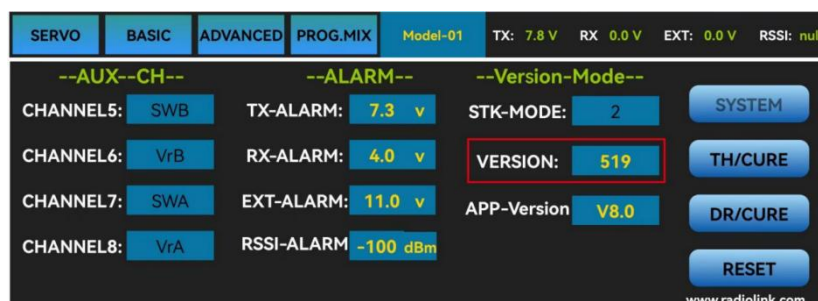 SERVO BASIC ADVANCED PROG.MIX Model-01 TX: 7.8 V RX 0.0 V EXT: 0.0 V RSSI: nul
--AUX--CH-- --ALARM-- --Version-Mode--
CHANNEL5: SWB TX-ALARM: 7.3 v STK-MODE: 2 SYSTEM
CHANNEL6: VrB RX-ALARM: 4.0 v VERSION: 519 TH/CURE
CHANNEL7: SWA EXT-ALARM: 11.0 v APP-Version V8.0 DR/CURE
CHANNEL8: VrA RSSI-ALARM -100 dBm RESET
www.radiolink.com